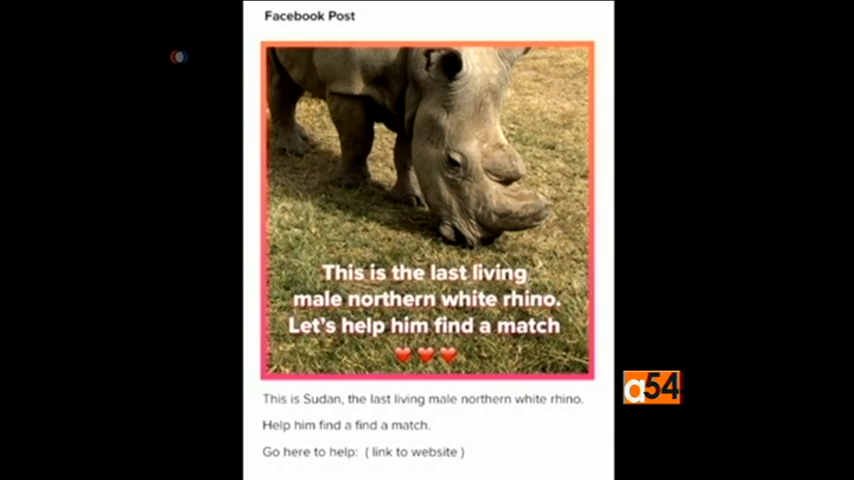 Facebook Post
This is the last living
male northern white rhino.
Let's help him find a match
This is Sudan, the last living male northern white rhino.
Help him find a find a match.
Go here to help: ( link to website )
a54